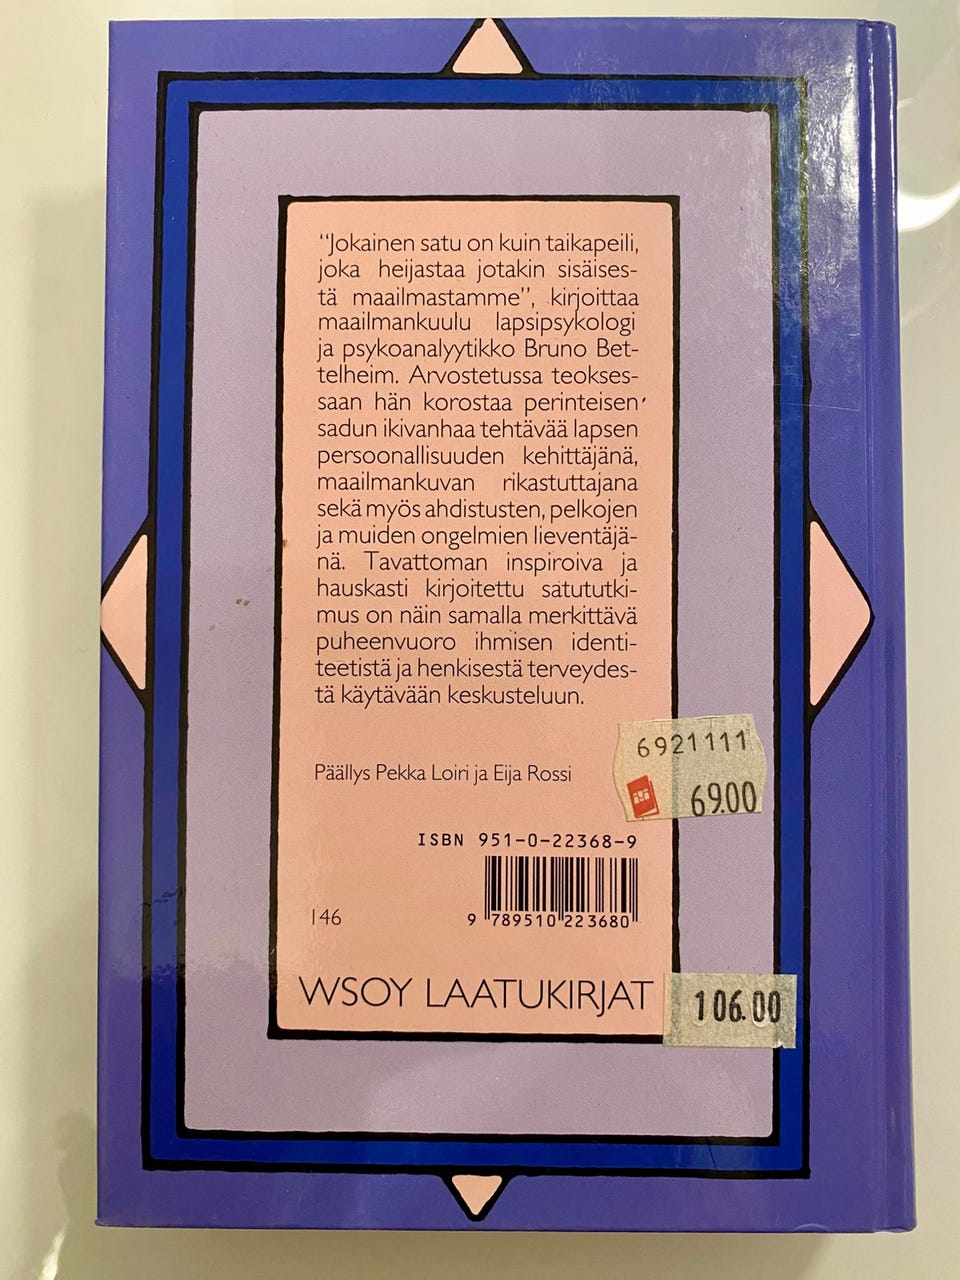 “Jokainen satu on kuin taikapeili,
joka heijastaa jotakin sisäises-
tä maailmastamme”, kirjoittaa
maailmankuulu lapsipsykologi
ja psykoanalyytikko Bruno Bet-
telheim. Arvostetussa teokses-
saan hän korostaa perinteisen
sadun ikivanhaa tehtävää lapsen
persoonallisuuden kehittäjänä,
maailmankuvan rikastuttajana
sekä myös ahdistusten, pelkojen
ja muiden ongelmien lieventäjä-
nä. Tavattoman inspiroiva ja
hauskasti kirjoitettu satututki-
mus on näin samalla merkittävä
puheenvuoro ihmisen identi-
teetistä ja henkisestä terveydes-
tä käytävään keskusteluun.
Päällys Pekka Loiri ja Eija Rossi
6921111
69.00
ISBN 951-0-22368-9
9 789510 223680
146
WSOY LAATUKIRJAT
106.00